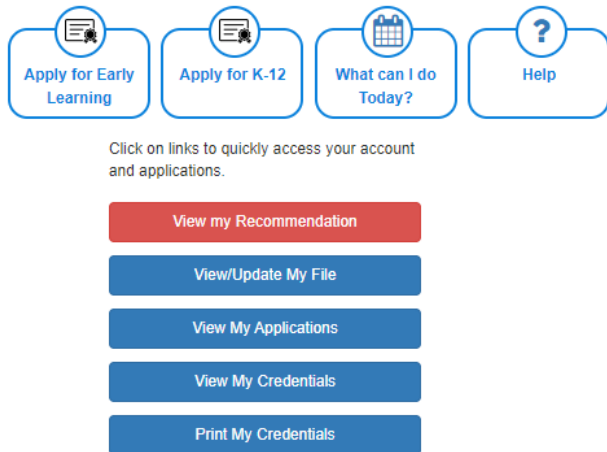 Apply for Early
Learning
Apply for K-12
What can I do
Today?
?
Help
Click on links to quickly access your account
and applications.
View my Recommendation
View/Update My File
View My Applications
View My Credentials
Print My Credentials